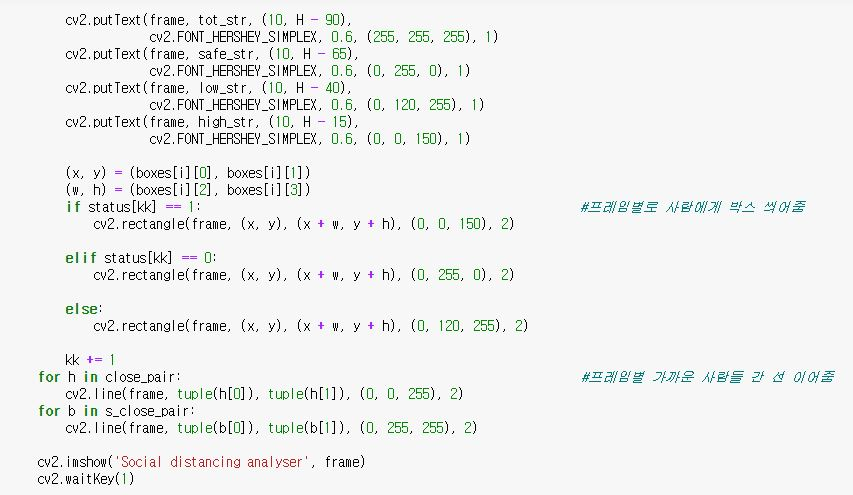 cv2.putText(frame, tot_str, (10, H - 90),
cv2.FONT_HERSHEY_SIMPLEX, 0.6, (255, 255, 255), 1)
cv2.putText(frame, safe_str, (10, H - 65),
cv2.FONT_HERSHEY_SIMPLEX, 0.6, (0, 255, 0), 1)
cv2.putText(frame, low_str, (10, H - 40),
cv2.FONT_HERSHEY_SIMPLEX, 0.6, (0, 120, 255), 1)
cv2.putText(frame, high_str, (10, H - 15),
cv2.FONT_HERSHEY_SIMPLEX, 0.6, (0, 0, 150), 1)
(x, y) = (boxes[i][0], boxes[i][1])
(w, h) = (boxes[i][2], boxes[i][3])
if status[kk] == 1: #프레임별로 사람에게 박스 씌어줌
cv2.rectangle(frame, (x, y), (x + w, y + h), (0, 0, 150), 2)
elif status[kk] == 0:
cv2.rectangle(frame, (x, y), (x + w, y + h), (0, 255, 0), 2)
else:
cv2.rectangle(frame, (x, y), (x + w, y + h), (0, 120, 255), 2)
kk += 1
for h in close_pair: #프레임별 가까운 사람들 간 선 이어줌
cv2.line(frame, tuple(h[0]), tuple(h[1]), (0, 0, 255), 2)
for b in s_close_pair:
cv2.line(frame, tuple(b[0]), tuple(b[1]), (0, 255, 255), 2)
cv2.imshow('Social distancing analyser', frame)
cv2.waitKey(1)